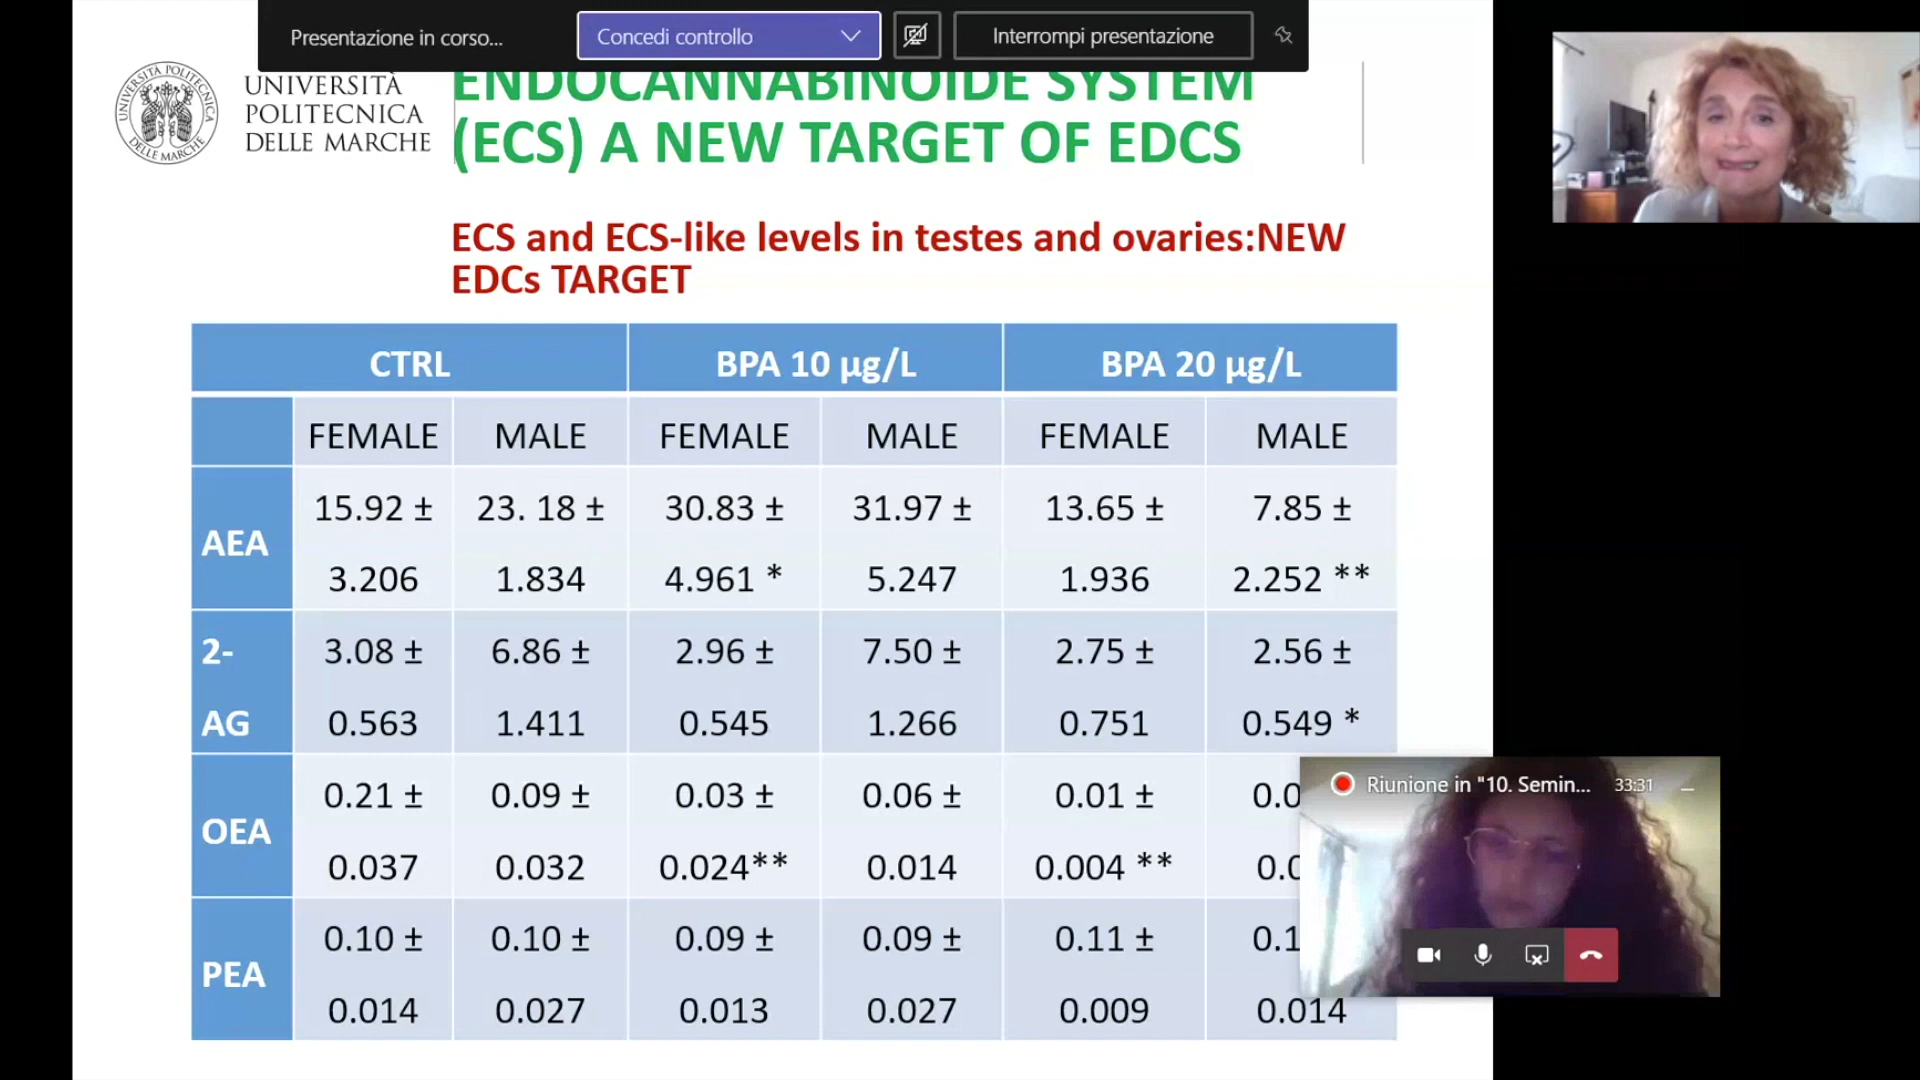 Presentazione in corso...
Concedi controllo
Interrompi presentazione
UNIVERSITÀ
POLITECNICA
DELLE MARCHE
UNIVERSITÀ POLITECNICA
DELLE MARCHE
ENDOCANNABINOIDE SYSTEM
(ECS) A NEW TARGET OF EDCS
ECS and ECS-like levels in testes and ovaries:NEW
EDCs TARGET
CTRL BPA 10 µg/L BPA 20 µg/L
FEMALE MALE FEMALE MALE FEMALE MALE
AEA
15.92 ± 23. 18 ± 30.83 ± 31.97 ± 13.65 ± 7.85 ±
3.206 1.834 4.961 * 5.247 1.936 2.252 **
2- 3.08 ± 6.86 ± 2.96 ± 7.50 ± 2.75 ± 2.56 ±
AG 0.563 1.411 0.545 1.266 0.751 0.549 *
OEA
0.21 ± 0.09 ± 0.03 ± 0.06 ± 0.01 ±
0.037 0.032 0.024** 0.014 0.004 **
PEA
0.10 ± 0.10 ± 0.09 ± 0.09 ± 0.11 ±
0.014 0.027 0.013 0.027 0.009 0.014
Riunione in "10. Semin... 33:31